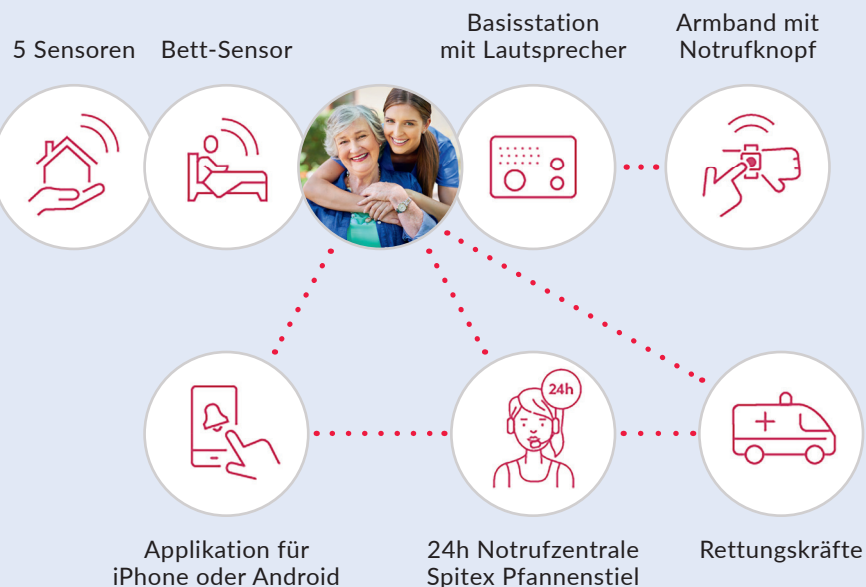 5 Sensoren
Bett-Sensor
Basisstation
mit Lautsprecher
Armband mit
Notrufknopf
24h
Applikation für
iPhone oder Android
24h Notrufzentrale
Spitex Pfannenstiel
Rettungskräfte